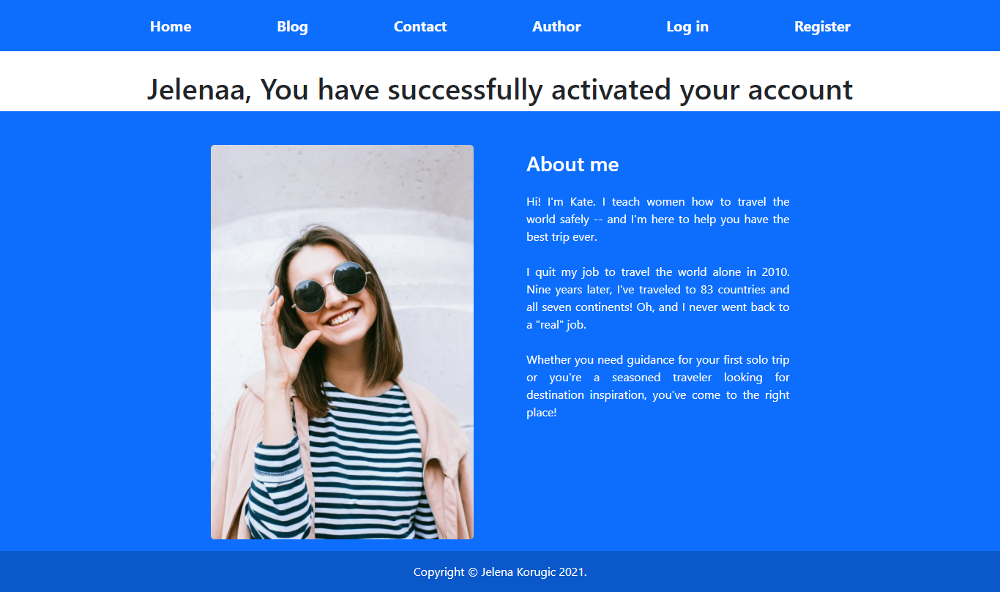 Home Blog Contact Author Log in Register
Jelenaa, You have successfully activated your account
About me
Hi! I'm Kate. I teach women how to travel the
world safely -- and I'm here to help you have the
best trip ever.
I quit my job to travel the world alone in 2010.
Nine years later, I've traveled to 83 countries and
all seven continents! Oh, and I never went back to
a "real" job.
Whether you need guidance for your first solo trip
or you're a seasoned traveler looking for
destination inspiration, you've come to the right
place!
Copyright © Jelena Korugic 2021.